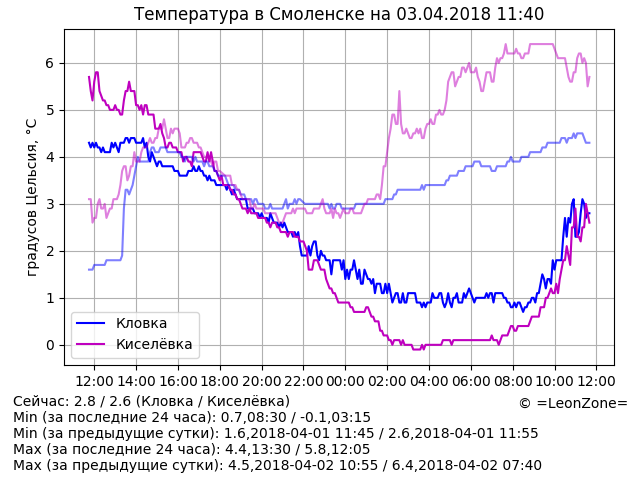 Температура в Смоленске на 03.04.2018 11:40
градусов Цельсия, °C
6
5
4
3
2
1
0
Кловка
Киселёвка
12:00 14:00 16:00 18:00 20:00 22:00 00:00 02:00 04:00 06:00 08:00 10:00 12:00
Сейчас: 2.8 / 2.6 (Кловка / Киселёвка)
© =LeonZone=
Min (за последние 24 часа): 0.7,08:30 / -0.1,03:15
Min (за предыдущие сутки): 1.6,2018-04-01 11:45 / 2.6,2018-04-01 11:55
Max (за последние 24 часа): 4.4,13:30 / 5.8,12:05
Max (за предыдущие сутки): 4.5,2018-04-02 10:55 / 6.4,2018-04-02 07:40